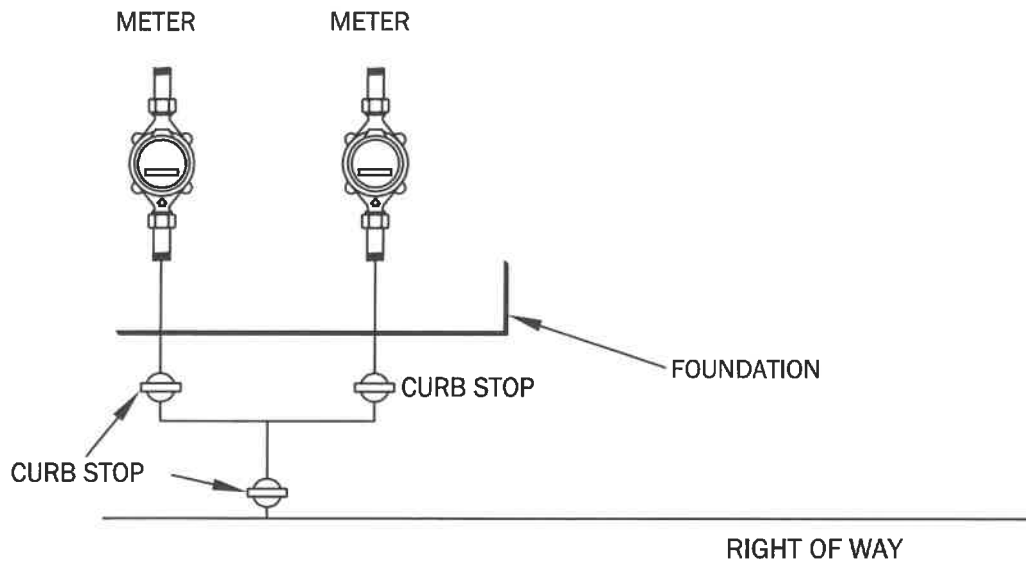 METER
METER
FOUNDATION
CURB STOP
CURB STOP
RIGHT OF WAY